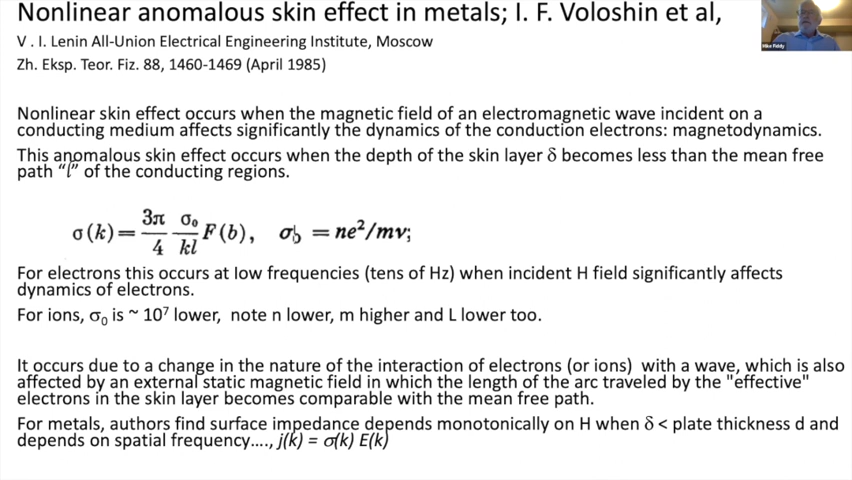 Nonlinear anomalous skin effect in metals; I. F. Voloshin et al,
V . I. Lenin All-Union Electrical Engineering Institute, Moscow
Zh. Eksp. Teor. Fiz. 88, 1460-1469 (April 1985)
Mike Fiddy
Nonlinear skin effect occurs when the magnetic field of an electromagnetic wave incident on a
conducting medium affects significantly the dynamics of the conduction electrons: magnetodynamics.
This anomalous skin effect occurs when the depth of the skin layer δ becomes less than the mean free
path “l” of the conducting regions.
σ(k) = 3π/4 σ₀/kl F(b), σ₀ = ne²/mν;
For electrons this occurs at low frequencies (tens of Hz) when incident H field significantly affects
dynamics of electrons.
For ions, σ₀ is ~ 10⁷ lower, note n lower, m higher and L lower too.
It occurs due to a change in the nature of the interaction of electrons (or ions) with a wave, which is also
affected by an external static magnetic field in which the length of the arc traveled by the "effective"
electrons in the skin layer becomes comparable with the mean free path.
For metals, authors find surface impedance depends monotonically on H when δ < plate thickness d and
depends on spatial frequency...., j(k) = σ(k) E(k)